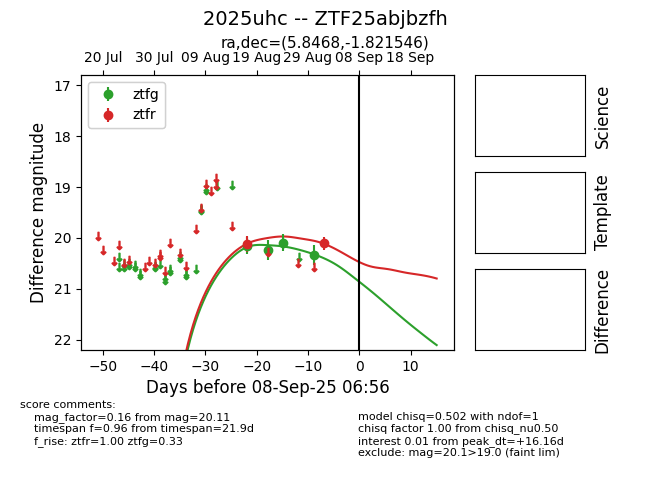 2025uhc -- ZTF25abjbzfh
ra,dec=(5.8468,-1.821546)
20 Jul 30 Jul 09 Aug 19 Aug 29 Aug 08 Sep 18 Sep
ztfg
ztfr
17
18
19
20
21
22
Difference magnitude
−50 −40 −30 −20 −10 0 10
Days before 08-Sep-25 06:56
Science
Template
Difference
score comments:
mag_factor=0.16 from mag=20.11
timespan f=0.96 from timespan=21.9d
f_rise: ztfr=1.00 ztfg=0.33
model chisq=0.502 with ndof=1
chisq factor 1.00 from chisq_nu0.50
interest 0.01 from peak_dt=+16.16d
exclude: mag=20.1>19.0 (faint lim)